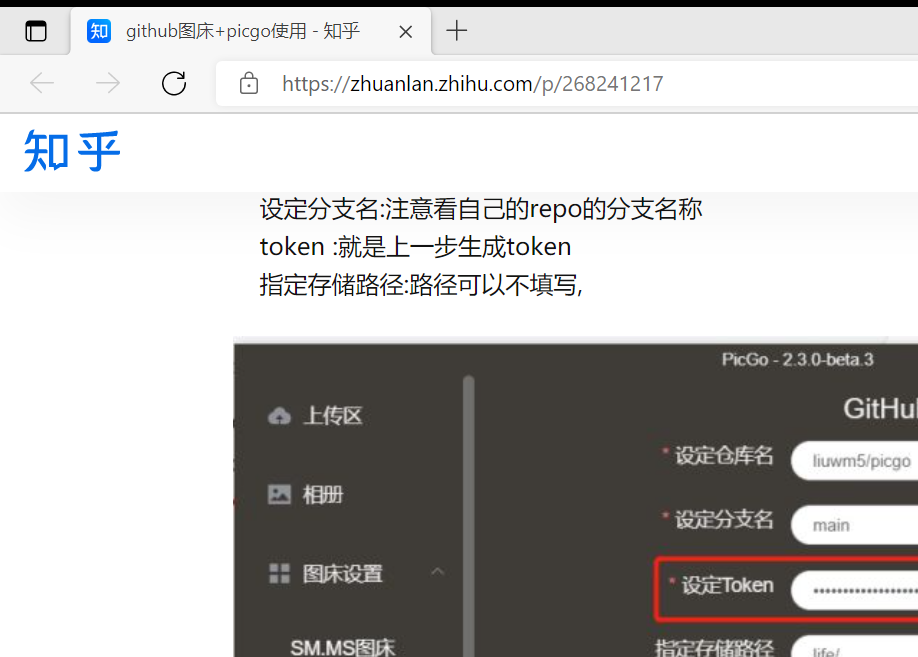 github图床+picgo使用 - 知乎
https://zhuanlan.zhihu.com/p/268241217
知乎
设定分支名:注意看自己的repo的分支名称
token :就是上一步生成token
指定存储路径:路径可以不填写,
PicGo - 2.3.0-beta.3
上传区
GitHu
* 设定仓库名 liuwm5/picgo
相册
* 设定分支名 main
图床设置
* 设定Token
SM.MS图床
指定存储路径 life/